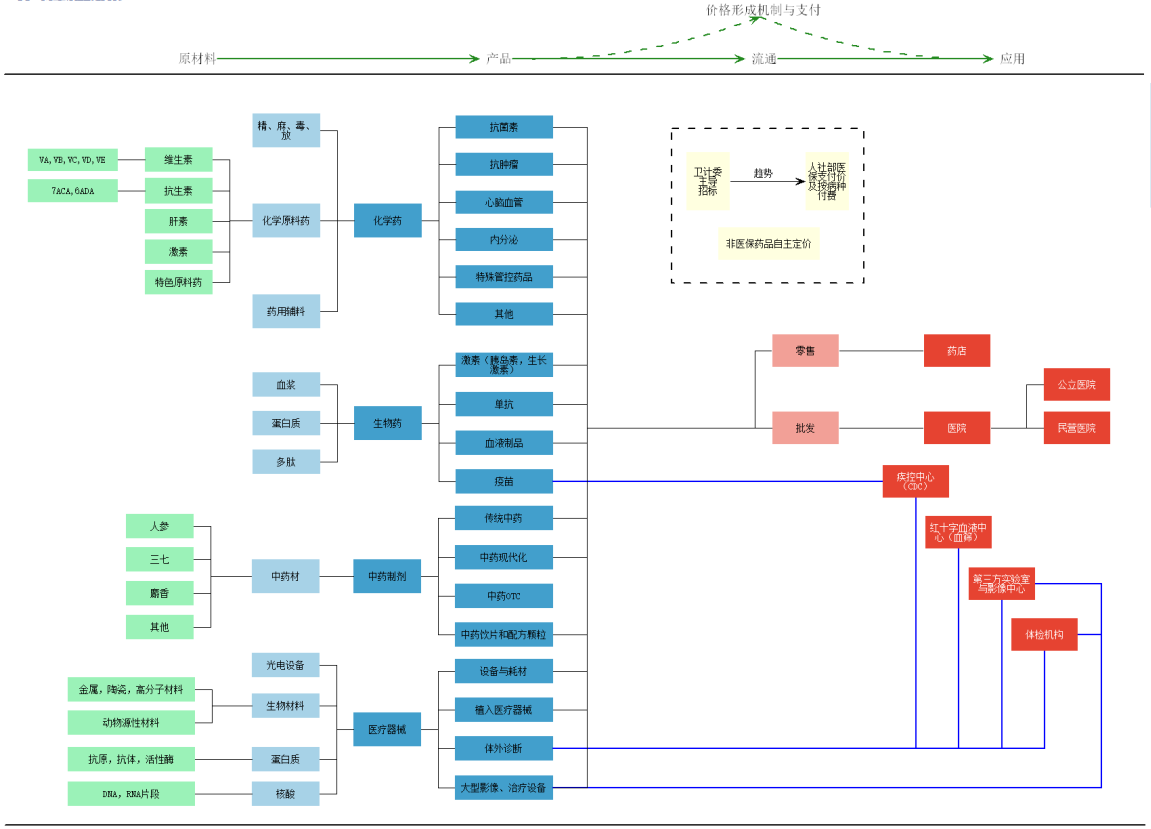 价格形成机制与支付
原材料
产品
流通
应用
精、麻、毒、
放
VA,VB,VC,VD,VE
维生素
7ACA,6ADA
抗生素
肝素
激素
特色原料药
化学原料药
药用辅料
化学药
抗菌素
抗肿瘤
心脑血管
内分泌
特殊管控药品
其他
卫计委
主导
招标
趋势
人社部医
保支付价
及按病种
付费
非医保药品自主定价
血浆
蛋白质
多肽
生物药
激素（胰岛素，生长
激素）
单抗
血液制品
疫苗
零售
药店
批发
医院
公立医院
民营医院
疾控中心
（CDC）
红十字血液中
心（血筛）
第三方实验室
与影像中心
体检机构
人参
三七
麝香
其他
中药材
中药制剂
传统中药
中药现代化
中药OTC
中药饮片和配方颗粒
光电设备
金属，陶瓷，高分子材料
动物源性材料
生物材料
抗原，抗体，活性酶
蛋白质
DNA，RNA片段
核酸
医疗器械
设备与耗材
植入医疗器械
体外诊断
大型影像、治疗设备